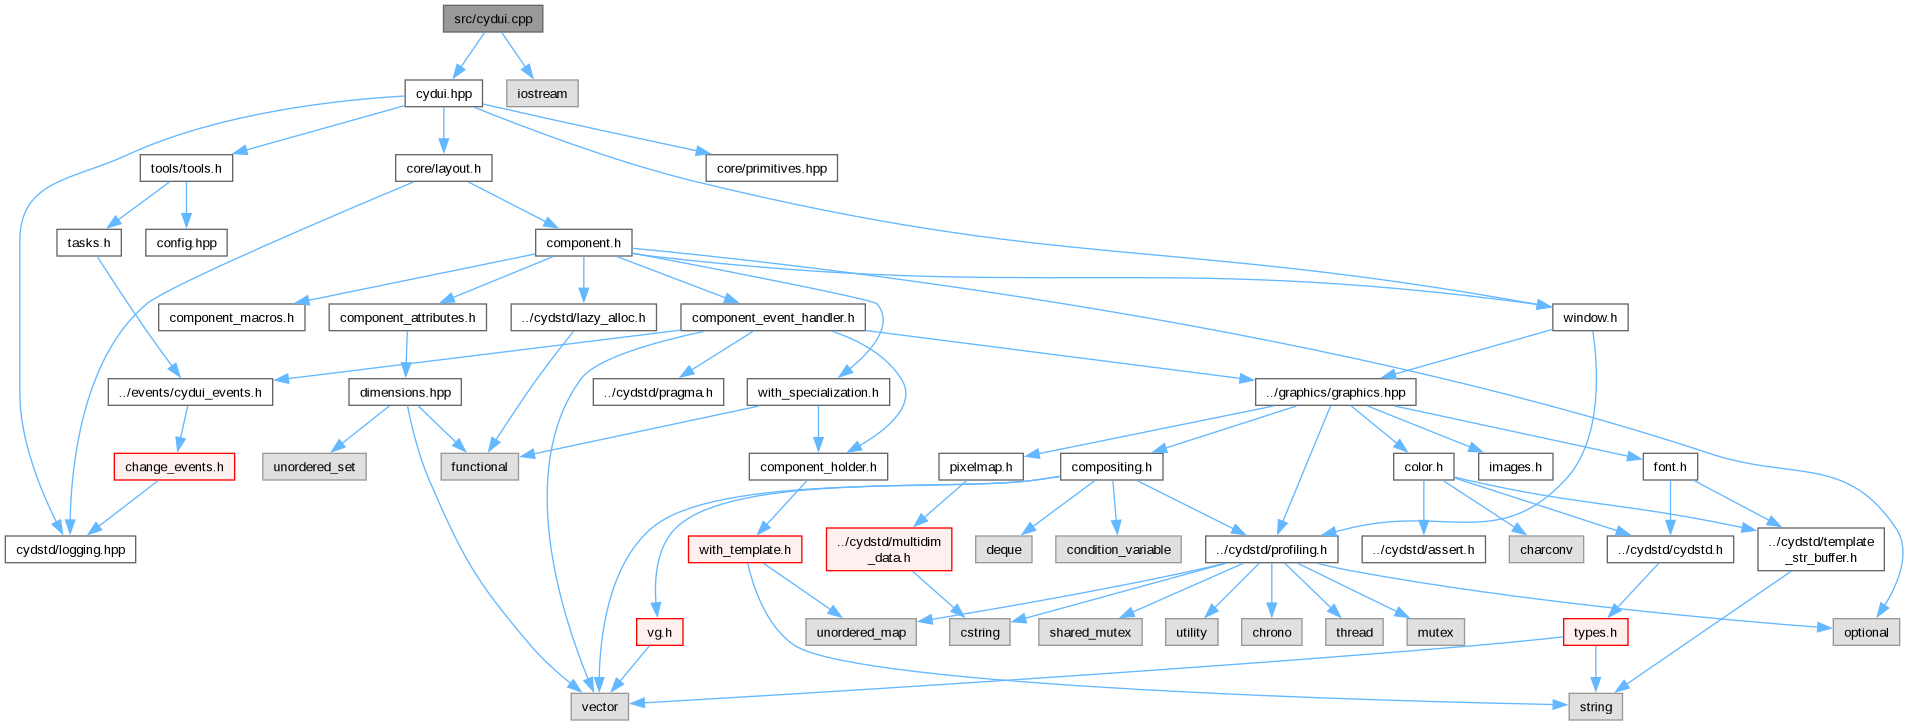 src/cydui.cpp
cydui.hpp
iostream
tools/tools.h
core/layout.h
core/primitives.hpp
tasks.h
config.hpp
component.h
component_macros.h
component_attributes.h
../cydstd/lazy_alloc.h
component_event_handler.h
window.h
../events/cydui_events.h
dimensions.hpp
../cydstd/pragma.h
with_specialization.h
../graphics/graphics.hpp
change_events.h
unordered_set
functional
component_holder.h
pixelmap.h
compositing.h
color.h
images.h
font.h
cydstd/logging.hpp
with_template.h
../cydstd/multidim
_data.h
deque
condition_variable
../cydstd/profiling.h
../cydstd/assert.h
charconv
../cydstd/cydstd.h
../cydstd/template
_str_buffer.h
vg.h
unordered_map
cstring
shared_mutex
utility
chrono
thread
mutex
types.h
optional
vector
string